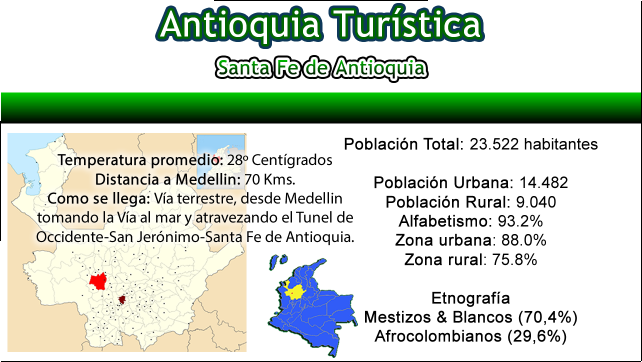 Antioquia Turística
Santa Fe de Antioquia
Temperatura promedio: 28º Centígrados
Distancia a Medellin: 70 Kms.
Como se llega: Vía terrestre, desde Medellin
tomando la Vía al mar y atravezando el Tunel de
Occidente-San Jerónimo-Santa Fe de Antioquia.
Población Total: 23.522 habitantes
Población Urbana: 14.482
Población Rural: 9.040
Alfabetismo: 93.2%
Zona urbana: 88.0%
Zona rural: 75.8%
Etnografía
Mestizos & Blancos (70,4%)
Afrocolombianos (29,6%)